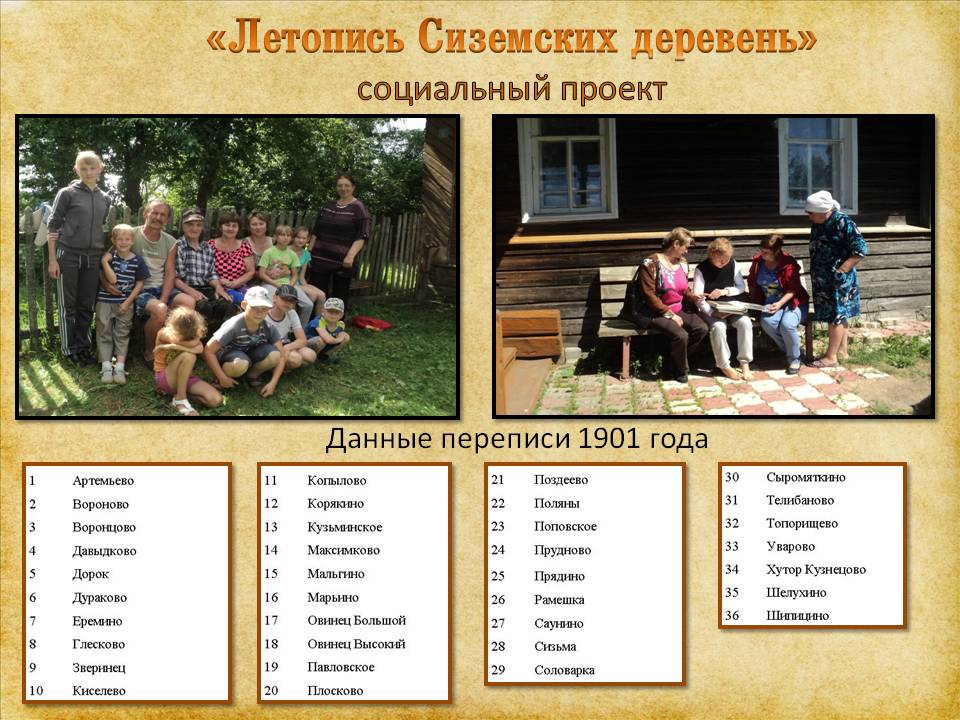 «Летопись Сиземских деревень»
социальный проект
Данные переписи 1901 года
1 Артемьево
2 Вороново
3 Воронцово
4 Давыдково
5 Дорок
6 Дураково
7 Еремино
8 Глесково
9 Зверинец
10 Киселево
11 Копылово
12 Корякино
13 Кузьминское
14 Максимково
15 Мальгино
16 Марьино
17 Овинец Большой
18 Овинец Высокий
19 Павловское
20 Плосково
21 Поздеево
22 Поляны
23 Поповское
24 Прудново
25 Прядино
26 Рамешка
27 Саунино
28 Сизьма
29 Соловарка
30 Сыромяткино
31 Телибаново
32 Топорищево
33 Уварово
34 Хутор Кузнецово
35 Шелухино
36 Шипицино